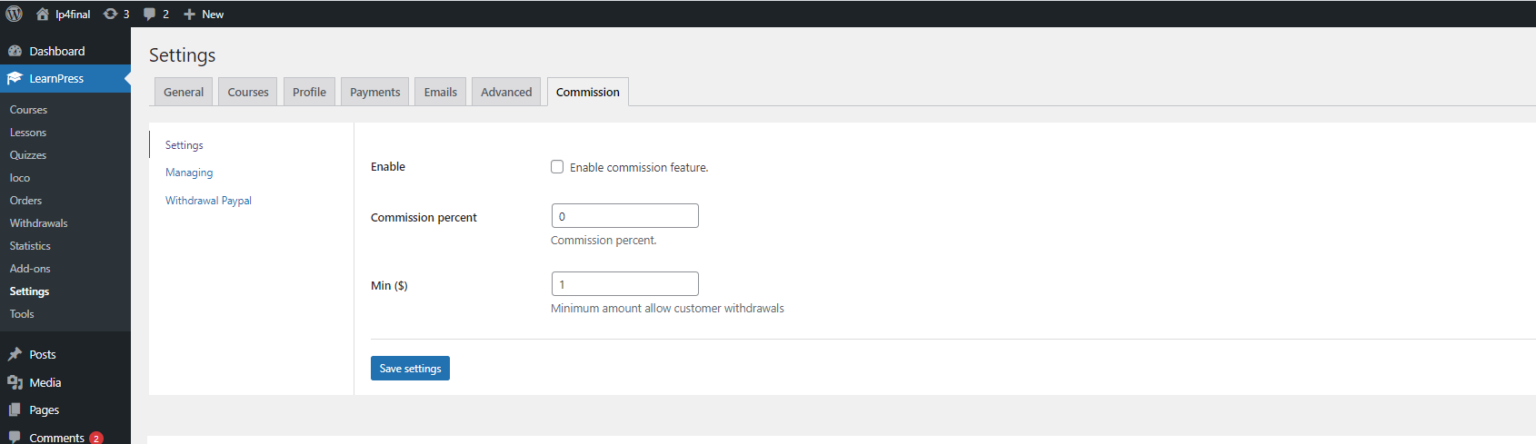 lp4final 3 2 New
Dashboard
LearnPress
Courses
Lessons
Quizzes
loco
Orders
Withdrawals
Statistics
Add-ons
Settings
Tools
Posts
Media
Pages
Comments 2
Settings
General Courses Profile Payments Emails Advanced Commission
Settings
Managing
Withdrawal Paypal
Enable
Enable commission feature.
Commission percent
0
Commission percent.
Min ($)
1
Minimum amount allow customer withdrawals
Save settings